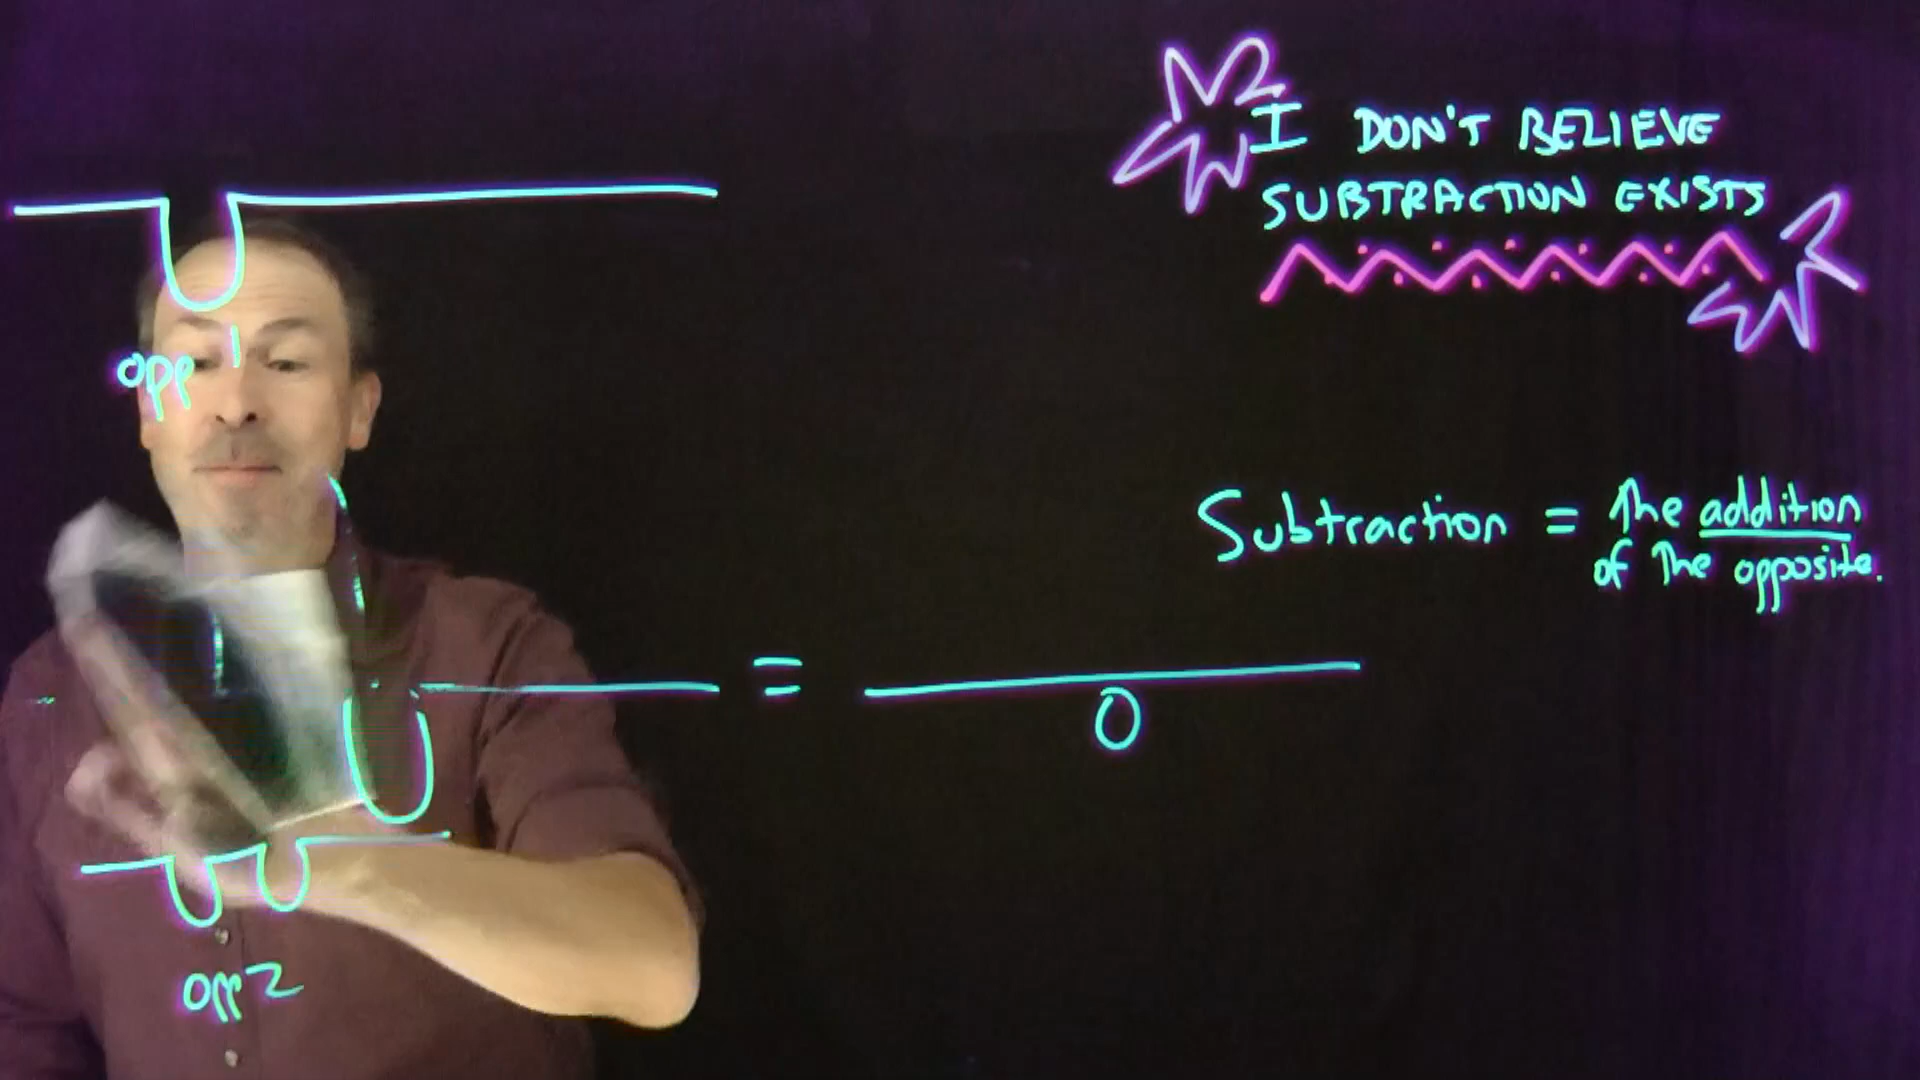 I DON'T BELIEVE
SUBTRACTION EXISTS
opp 1
Subtraction = The addition
of the opposite.
=
0
opp 2